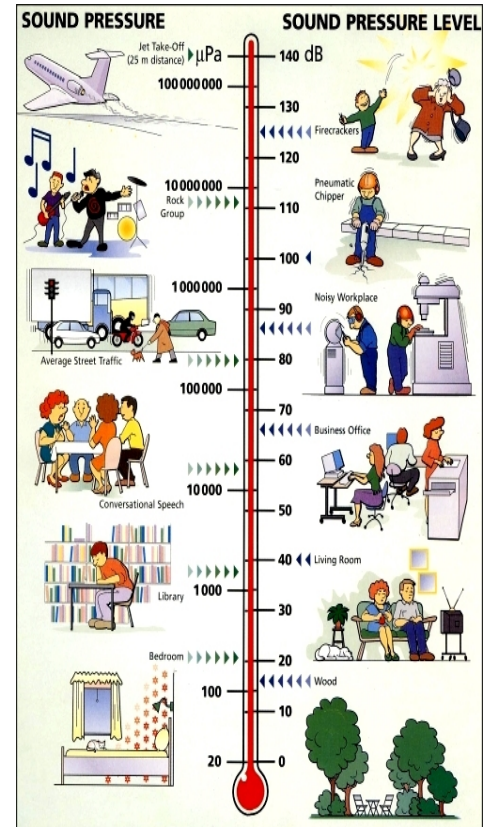 SOUND PRESSURE
SOUND PRESSURE LEVEL
Jet Take-Off
(25 m distance)
µPa
140 dB
100 000 000
130
Firecrackers
120
Pneumatic
Chipper
10 000 000
Rock
Group
110
100
1 000 000
Noisy Workplace
90
Average Street Traffic
80
100 000
70
Business Office
60
10 000
Conversational Speech
50
40
Living Room
1000
Library
30
Bedroom
20
Wood
100
10
20
0